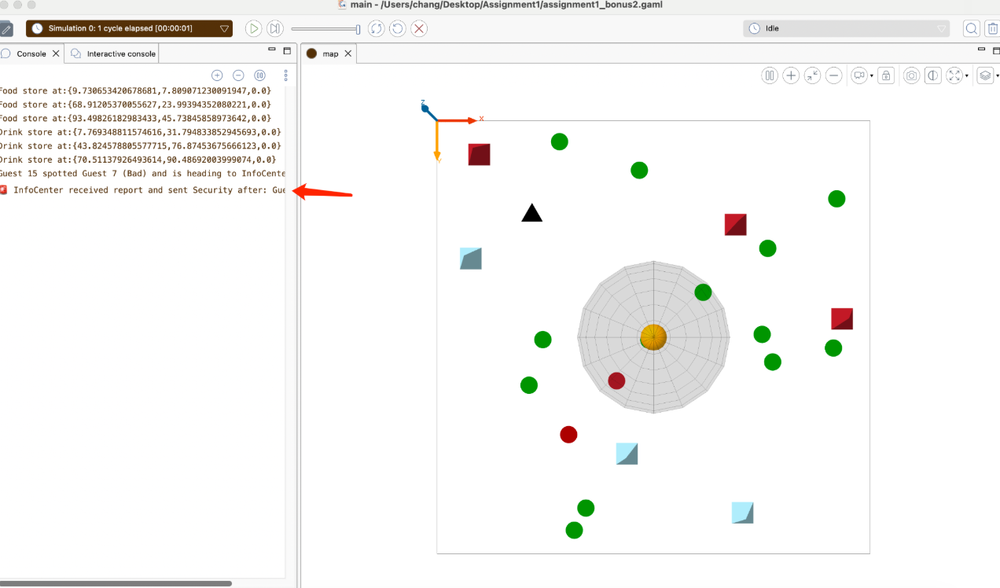 main - /Users/chang/Desktop/Assignment1/assignment1_bonus2.gaml
Simulation 0: 1 cycle elapsed [00:00:01]
Idle
Console
Interactive console
map
Food store at:{9.730653420678681,7.809071230091947,0.0}
Food store at:{68.91205370055627,23.99394352080221,0.0}
Food store at:{93.49826182983433,45.73845858973642,0.0}
Drink store at:{7.769348811574616,31.794833852945693,0.0}
Drink store at:{43.824578805577715,76.87453675666123,0.0}
Drink store at:{70.51137926493614,90.48692003999074,0.0}
Guest 15 spotted Guest 7 (Bad) and is heading to InfoCente
InfoCenter received report and sent Security after: Gue
Z
X
Y